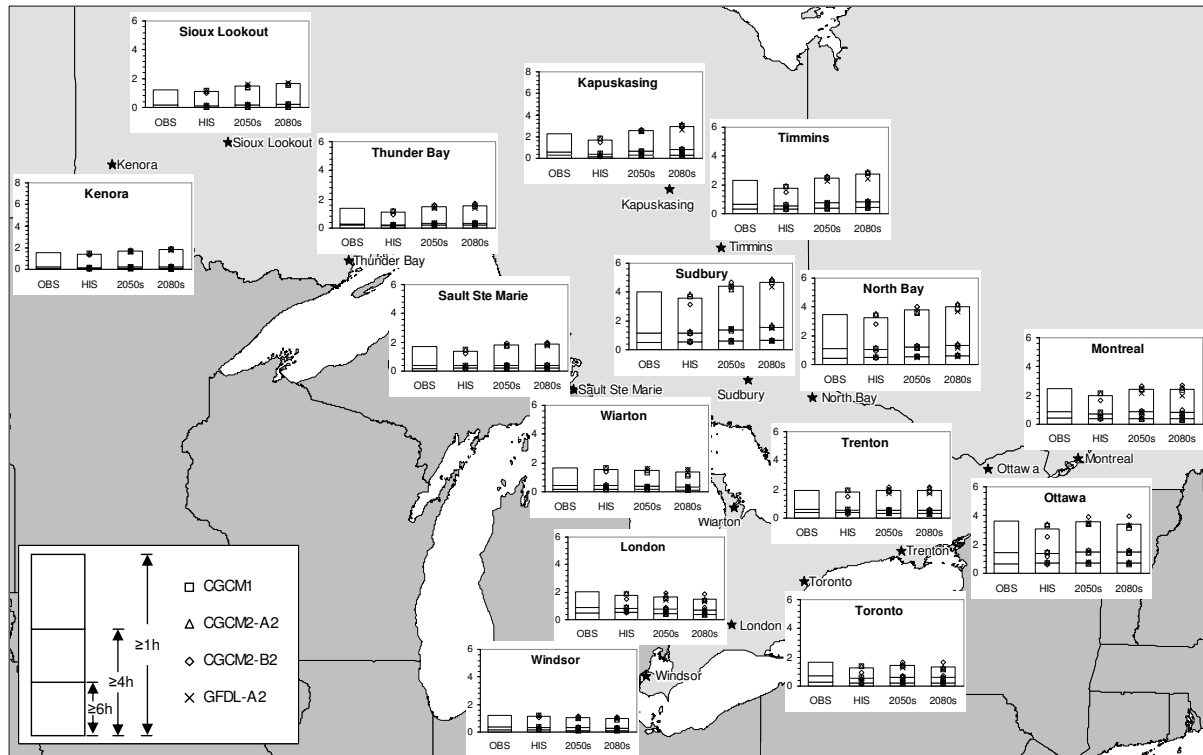 Sioux Lookout
6
4
2
0
OBS HIS 2050s 2080s
Sioux Lookout
Kenora
Kenora
8
6
4
2
0
OBS HIS 2050s 2080s
Thunder Bay
6
4
2
0
OBS HIS 2050s 2080s
Thunder Bay
Kapuskasing
8
6
4
2
0
OBS HIS 2050s 2080s
Kapuskasing
Timmins
6
4
2
0
OBS HIS 2050s 2080s
Timmins
Sault Ste Marie
6
4
2
0
OBS HIS 2050s 2080s
Sault Ste Marie
Sudbury
6
4
2
0
OBS HIS 2050s 2080s
Sudbury
North Bay
6
4
2
0
OBS HIS 2050s 2080s
North Bay
Montreal
6
4
2
0
OBS HIS 2050s 2080s
Montreal
Wiarton
6
4
2
0
OBS HIS 2050s 2080s
Wiarton
Trenton
6
4
2
0
OBS HIS 2050s 2080s
Trenton
Ottawa
Ottawa
6
4
2
0
OBS HIS 2050s 2080s
London
6
4
2
0
OBS HIS 2050s 2080s
London
Toronto
Toronto
6
4
2
0
OBS HIS 2050s 2080s
Windsor
6
4
2
0
OBS HIS 2050s 2080s
Windsor
≥1h
≥4h
≥6h
CGCM1
CGCM2-A2
CGCM2-B2
GFDL-A2